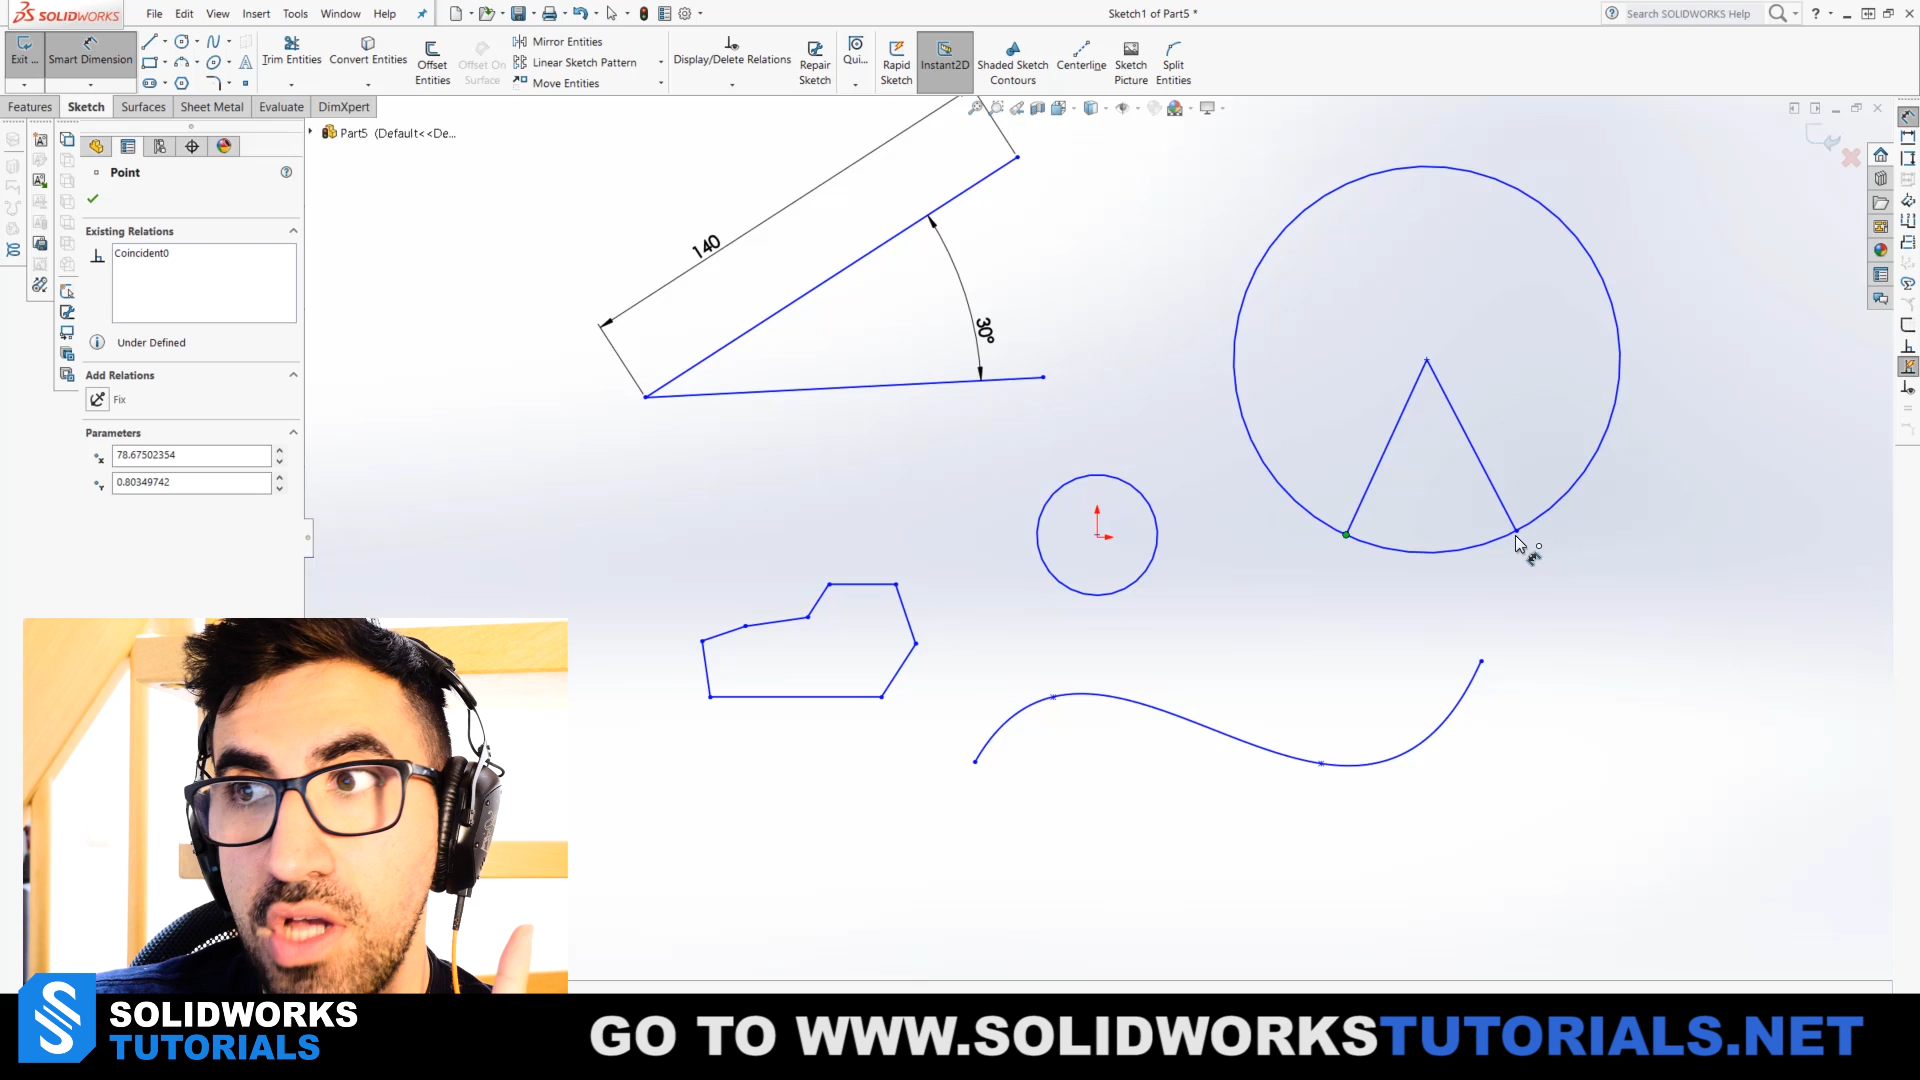 SOLIDWORKS
File Edit View Insert Tools Window Help
Sketch1 of Part5 *
Search SOLIDWORKS Help
Exit ...
Smart Dimension
Trim Entities
Convert Entities
Offset Entities
Offset On Surface
Mirror Entities
Linear Sketch Pattern
Move Entities
Display/Delete Relations
Repair Sketch
Qui...
Rapid Sketch
Instant2D
Shaded Sketch Contours
Centerline
Sketch Picture
Split Entities
Features Sketch Surfaces Sheet Metal Evaluate DimXpert
Part5 (Default<<De...
Point
Existing Relations
Coincident0
Under Defined
Add Relations
Fix
Parameters
78.67502354
0.80349742
140
30°
SOLIDWORKS
TUTORIALS
GO TO WWW.SOLIDWORKSTUTORIALS.NET